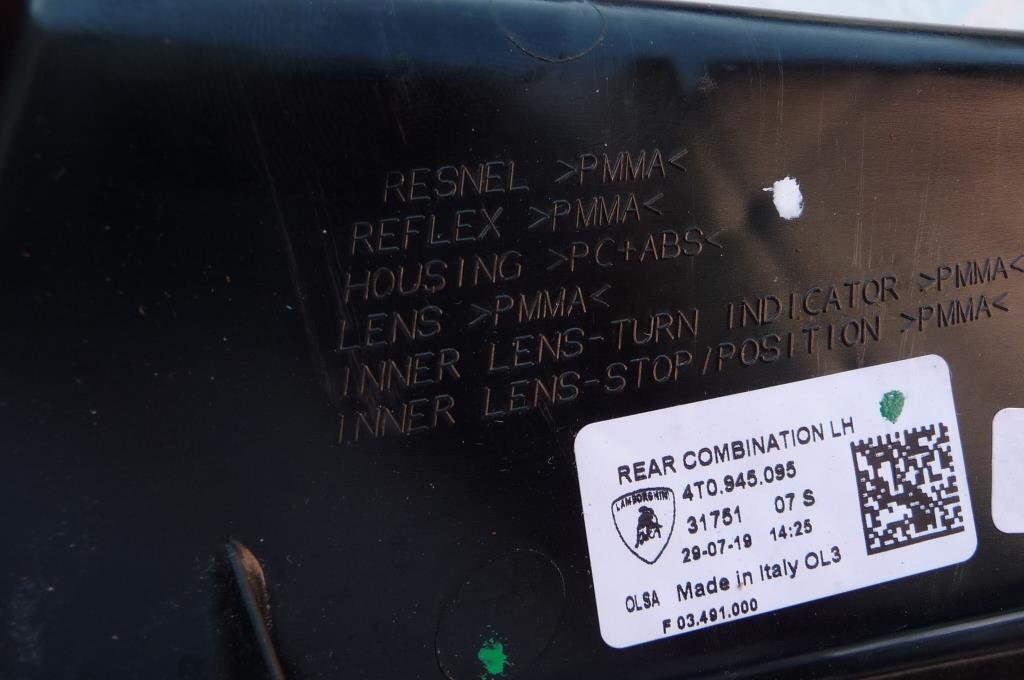 RESNEL >PMMA<
REFLEX >PMMA<
HOUSING >PC+ABS<
LENS >PMMA<
INNER LENS-TURN INDICATOR >PMMA<
INNER LENS-STOP/POSITION >PMMA<
REAR COMBINATION LH
LAMBORGHINI
4T0.945.095
31751 07 S
29-07-19 14:25
OLSA Made in Italy OL3
F 03.491.000